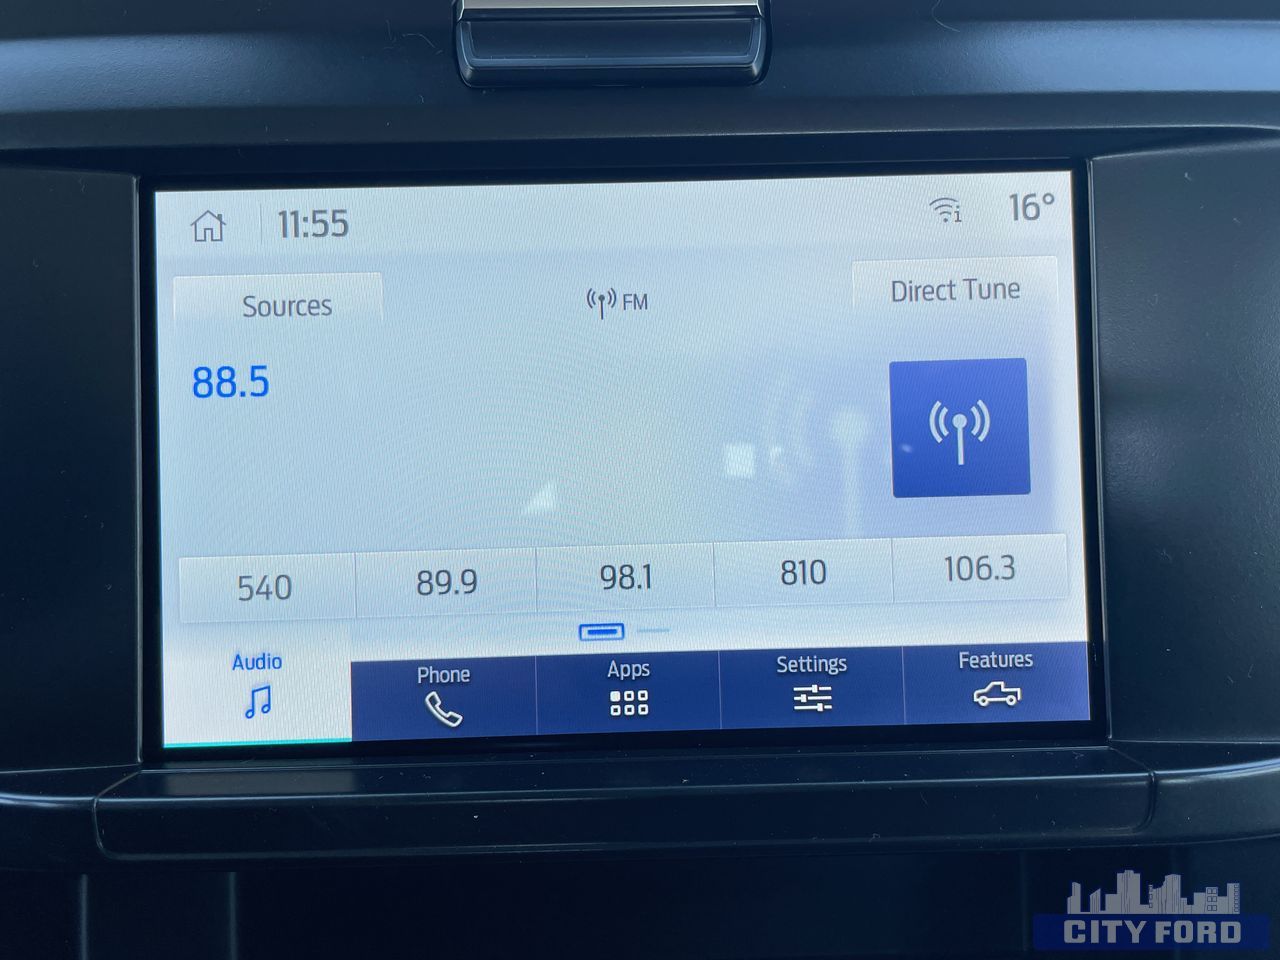 11:55
16°
Sources
FM
Direct Tune
88.5
540
89.9
98.1
810
106.3
Audio
Phone
Apps
Settings
Features
CITY FORD